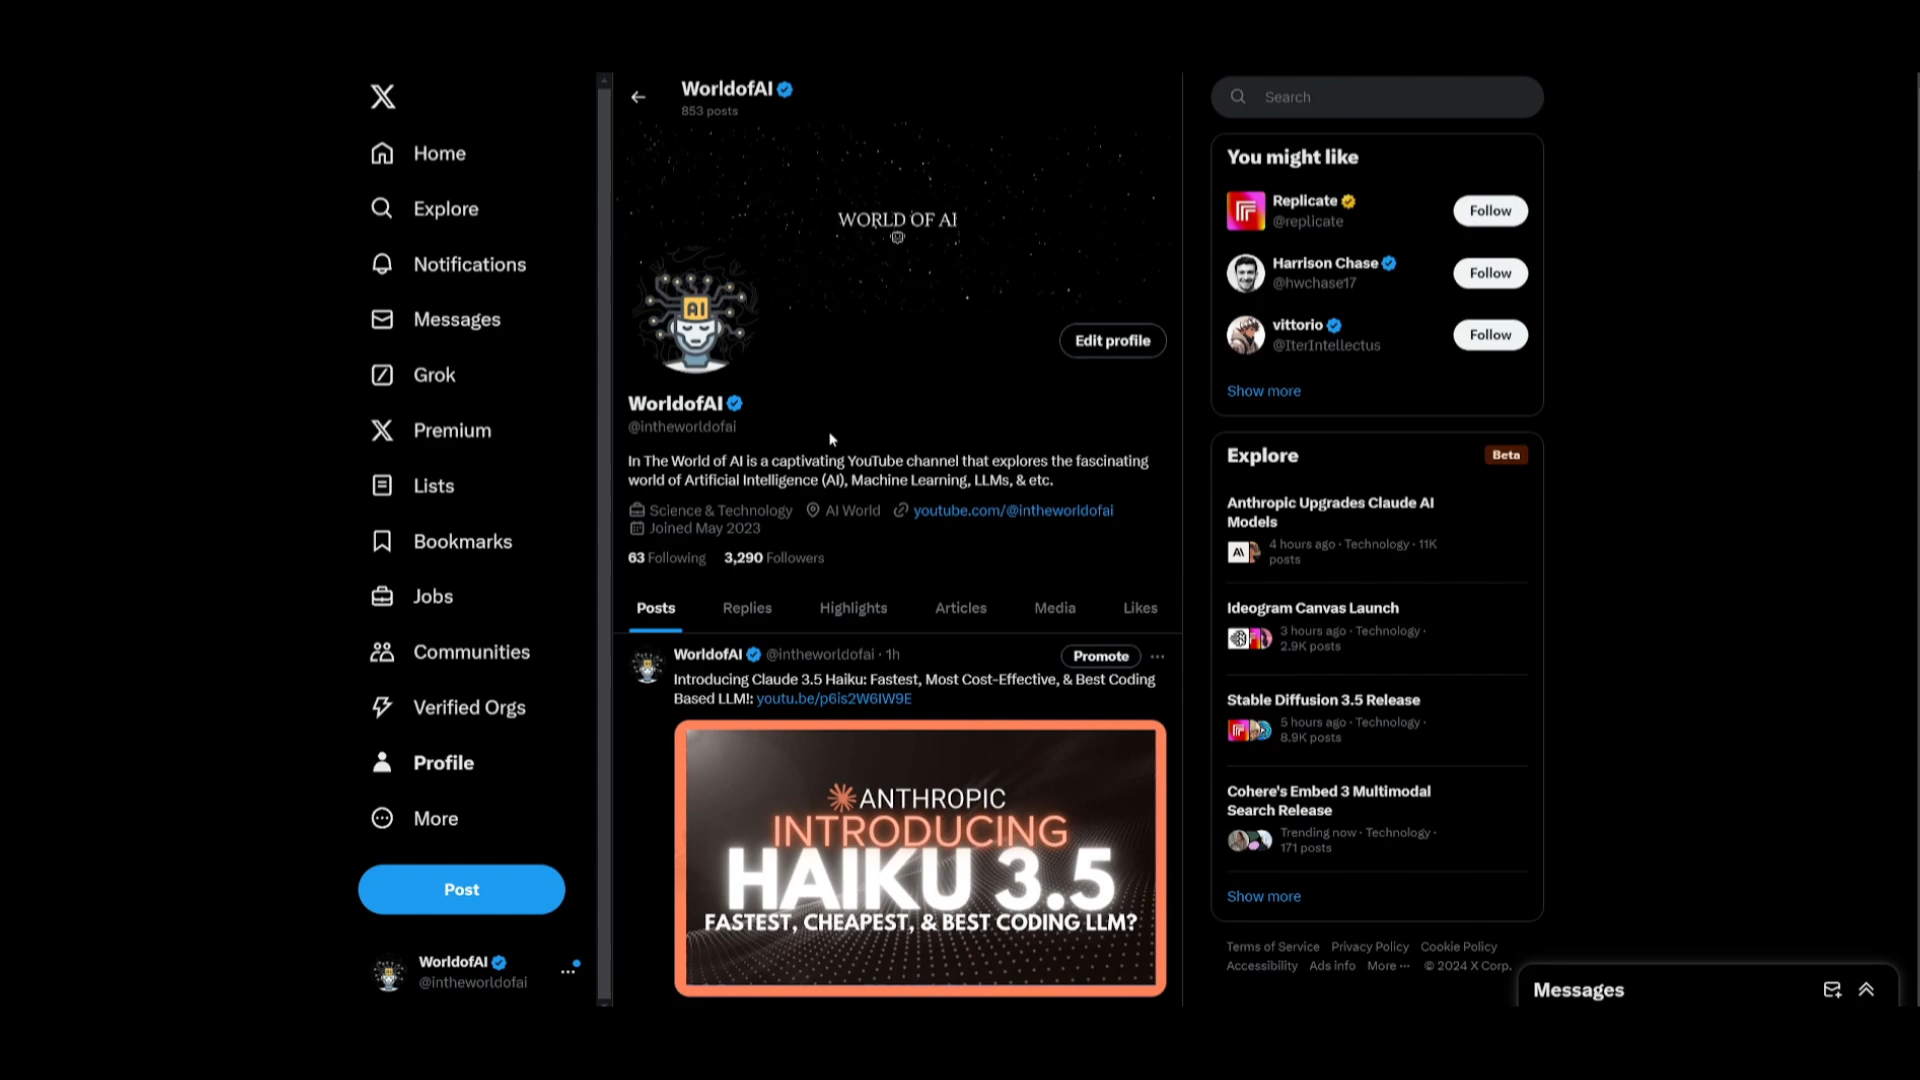 Home
Explore
Notifications
Messages
Grok
Premium
Lists
Bookmarks
Jobs
Communities
Verified Orgs
Profile
More
Post
WorldofAI
@intheworldofai
WorldofAI
853 posts
WORLD OF AI
AI
Edit profile
WorldofAI
@intheworldofai
In The World of AI is a captivating YouTube channel that explores the fascinating
world of Artificial Intelligence (AI), Machine Learning, LLMs, & etc.
Science & Technology AI World youtube.com/@intheworldofai
Joined May 2023
63 Following 3,290 Followers
Posts Replies Highlights Articles Media Likes
WorldofAI @intheworldofai · 1h
Promote
Introducing Claude 3.5 Haiku: Fastest, Most Cost-Effective, & Best Coding
Based LLM!: youtu.be/p6is2W6IW9E
ANTHROPIC
INTRODUCING
HAIKU 3.5
FASTEST, CHEAPEST, & BEST CODING LLM?
Search
You might like
Replicate
@replicate
Follow
Harrison Chase
@hwchase17
Follow
vittorio
@IterIntellectus
Follow
Show more
Explore
Beta
Anthropic Upgrades Claude AI
Models
4 hours ago · Technology · 11K
posts
Ideogram Canvas Launch
3 hours ago · Technology ·
2.9K posts
Stable Diffusion 3.5 Release
5 hours ago · Technology ·
8.9K posts
Cohere's Embed 3 Multimodal
Search Release
Trending now · Technology ·
171 posts
Show more
Terms of Service Privacy Policy Cookie Policy
Accessibility Ads info More ··· © 2024 X Corp.
Messages